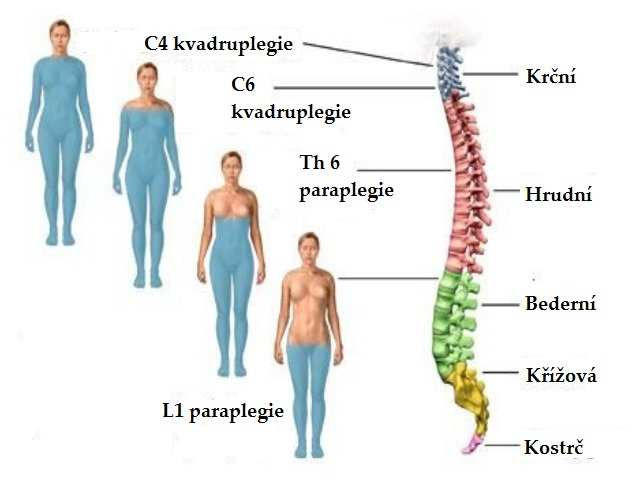 C4 kvadruplegie
C6
kvadruplegie
Th 6
paraplegie
L1 paraplegie
Krční
Hrudní
Bederní
Křížová
Kostrč